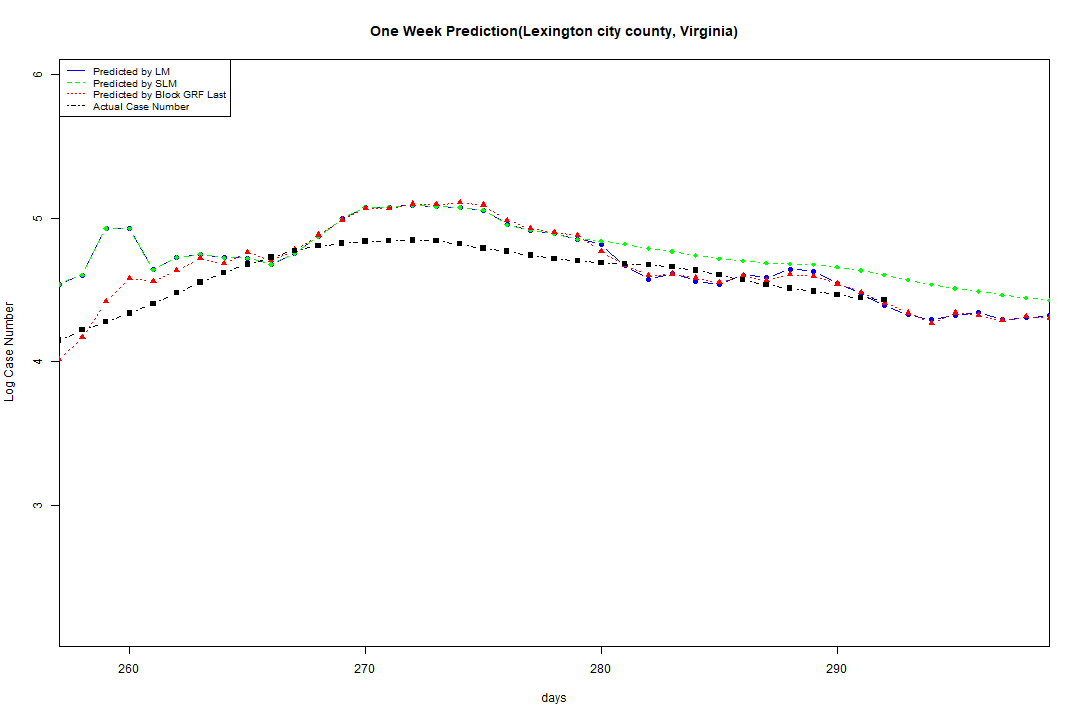 One Week Prediction(Lexington city county, Virginia)
Predicted by LM
Predicted by SLM
Predicted by Block GRF Last
Actual Case Number
6
5
4
3
Log Case Number
260
270
280
290
days